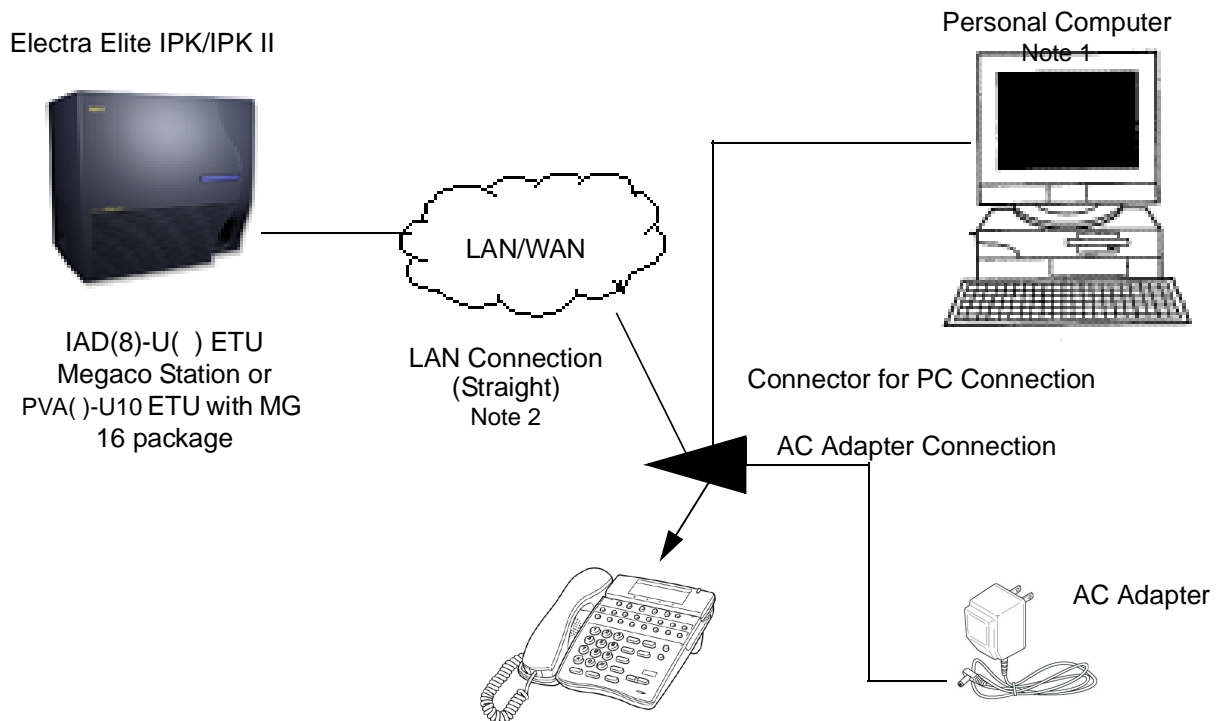 Electra Elite IPK/IPK II
Personal Computer
Note 1
LAN/WAN
IAD(8)-U( ) ETU
Megaco Station or
PVA( )-U10 ETU with MG
16 package
LAN Connection
(Straight)
Note 2
Connector for PC Connection
AC Adapter Connection
AC Adapter